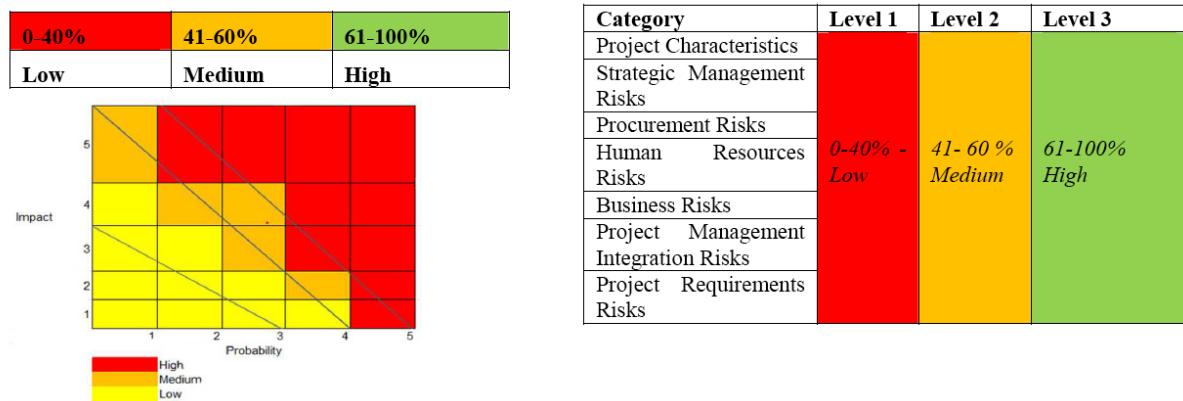 0-40% 41-60% 61-100%
Low Medium High
5
4
Impact
3
2
1
1 2 3 4 5
Probability
High
Medium
Low
Category Level 1 Level 2 Level 3
Project Characteristics
Strategic Management
Risks
Procurement Risks
Human Resources
Risks
Business Risks
Project Management
Integration Risks
Project Requirements
Risks
0-40% -
Low
41- 60 %
Medium
61-100%
High